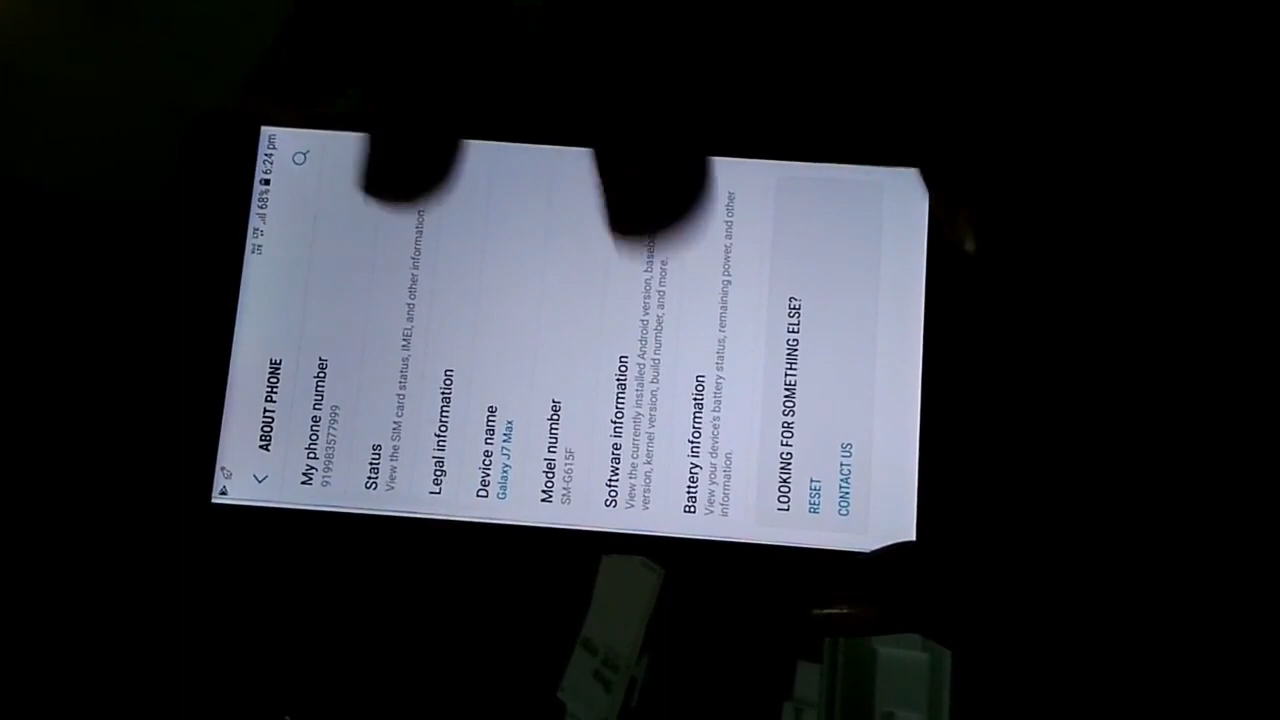 68% 6:24 pm
ABOUT PHONE
My phone number
919983577999
Status
View the SIM card status, IMEI, and other information.
Legal information
Device name
Galaxy J7 Max
Model number
SM-G615F
Software information
View the currently installed Android version,
version, kernel version, build number, and more.
Battery information
View your device's battery status, remaining power, and other
information.
LOOKING FOR SOMETHING ELSE?
RESET
CONTACT US